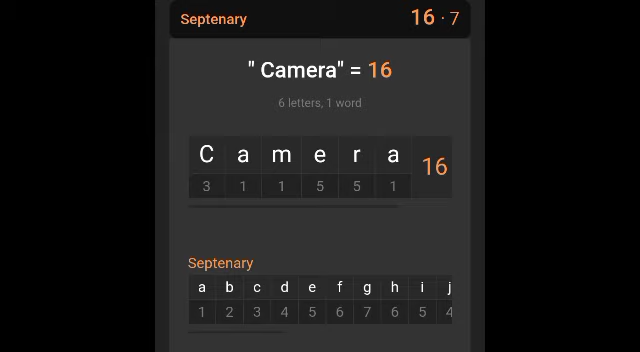 Septenary 16 · 7
" Camera" = 16
6 letters, 1 word
C a m e r a 16
3 1 1 5 5 1
Septenary
a b c d e f g h i j
1 2 3 4 5 6 7 6 5 4